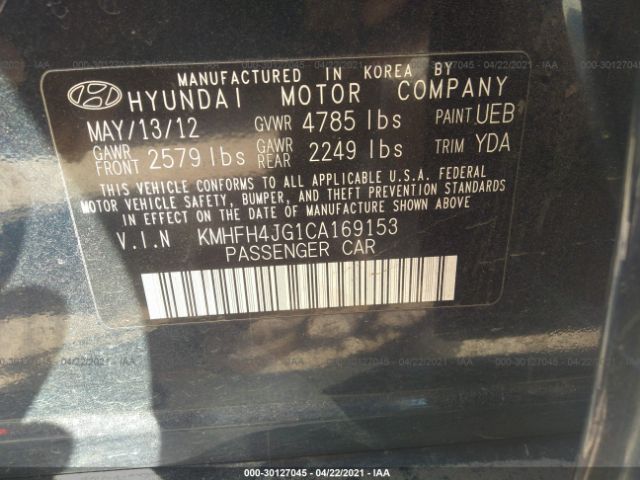 MANUFACTURED IN KOREA BY
HYUNDAI MOTOR COMPANY
MAY/13/12 GVWR 4785 lbs PAINT UEB
GAWR FRONT 2579 lbs GAWR REAR 2249 lbs TRIM YDA
THIS VEHICLE CONFORMS TO ALL APPLICABLE U.S.A. FEDERAL
MOTOR VEHICLE SAFETY, BUMPER, AND THEFT PREVENTION STANDARDS
IN EFFECT ON THE DATE OF MANUFACTURE SHOWN ABOVE.
V.I.N KMHFH4JG1CA169153
PASSENGER CAR
000-30127045 - 04/22/2021 - IAA